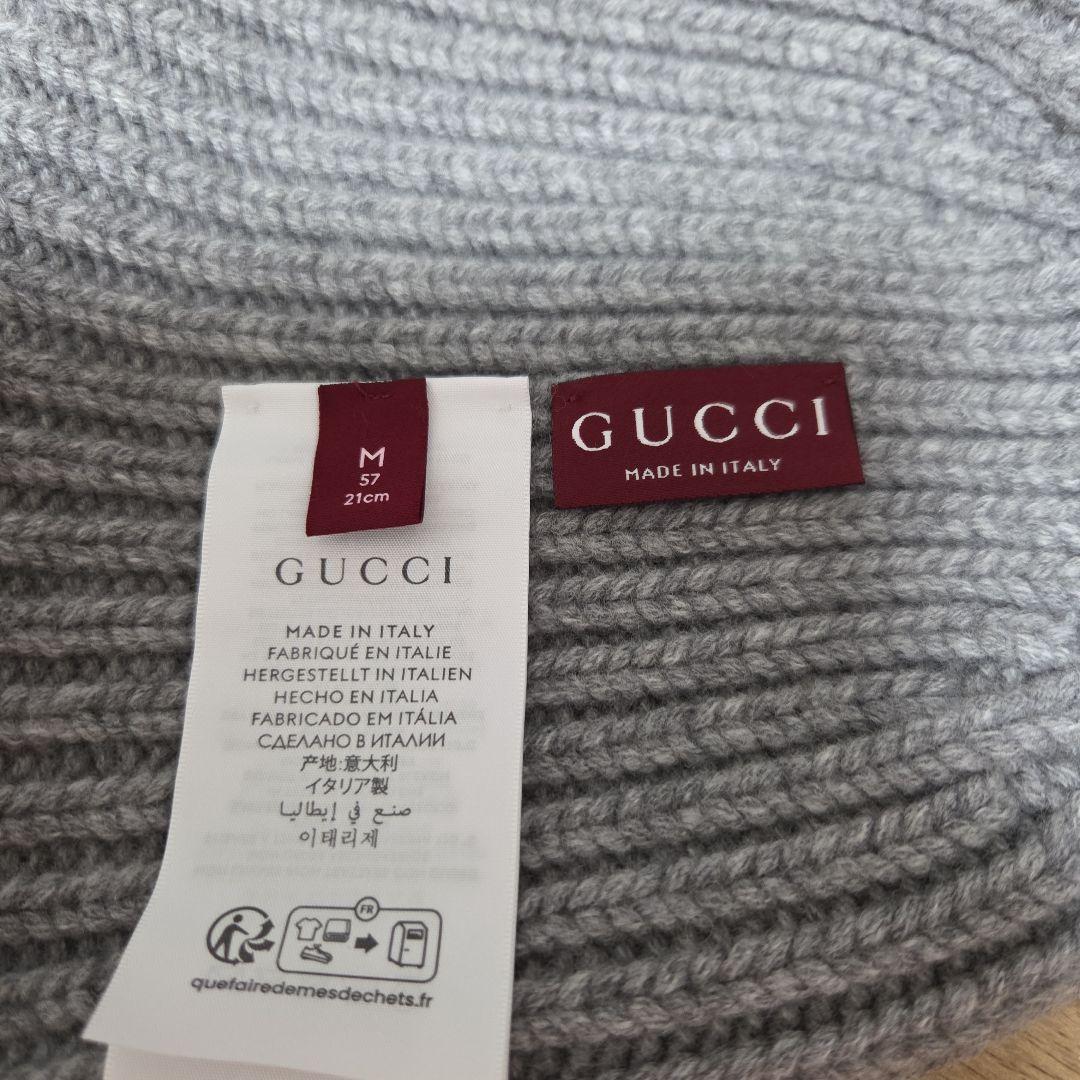 M
57
21cm
GUCCI
MADE IN ITALY
GUCCI
MADE IN ITALY
FABRIQUÉ EN ITALIE
HERGESTELLT IN ITALIEN
HECHO EN ITALIA
FABRICADO EM ITÁLIA
СДЕЛАНО В ИТАЛИИ
产地:意大利
イタリア製
صنع في إيطاليا
이태리제
FR
quefairedemesdechets.fr